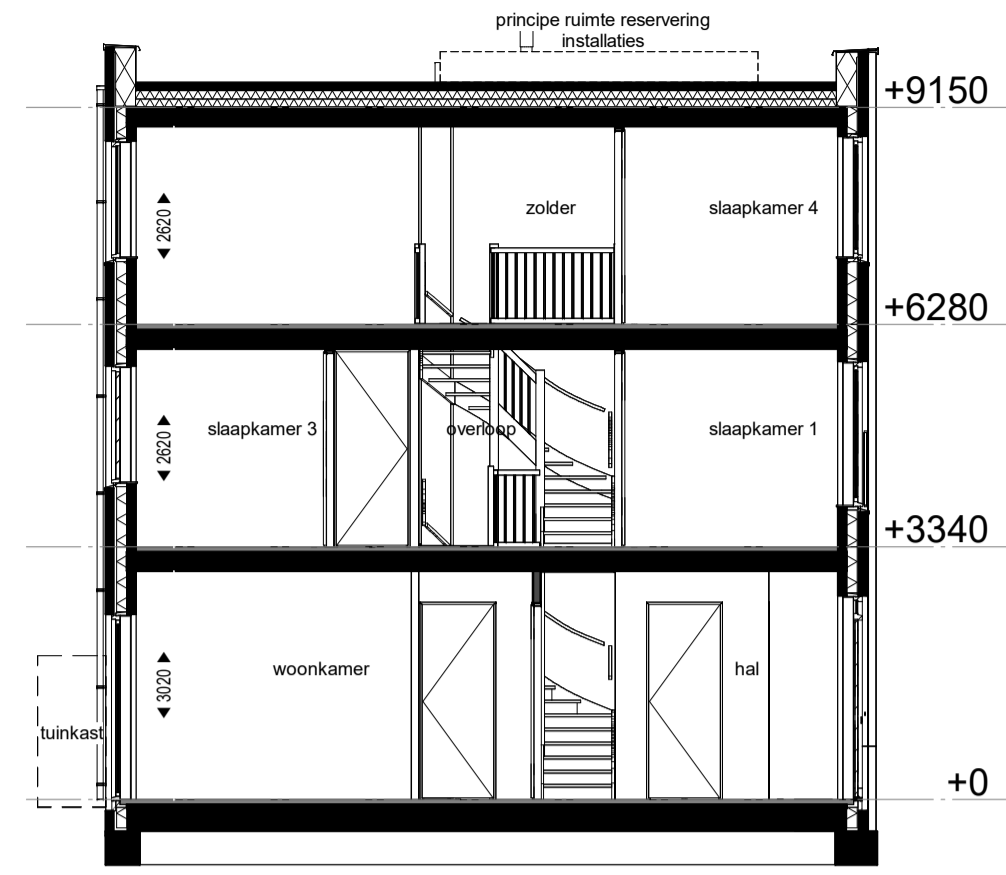 principe ruimte reservering
installaties
+9150
zolder
slaapkamer 4
2620
+6280
slaapkamer 3
overloop
slaapkamer 1
2620
+3340
woonkamer
hal
3020
tuinkast
+0